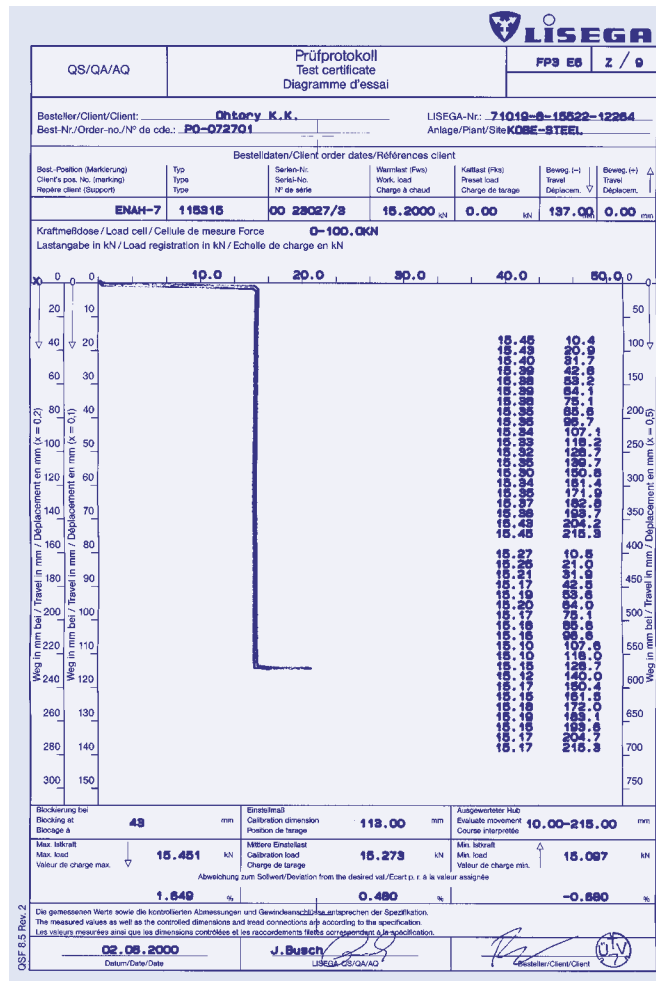 LISEGA
QS/QA/AQ
Prüfprotokoll
Test certificate
Diagramme d'essai
FP3 E6
Z / 9
Besteller/Client/Client: Ohtory K.K.
LISEGA-Nr.: 71019-6-15522-12264
Best-Nr./Order-no./Nº de cde.: PO-072701
Anlage/Plant/Site KOBE-STEEL
Bestelldaten/Client order dates/Références client
Best.-Position (Markierung) Typ Serien-Nr. Warmlast (Fws) Kaltlast (Fks) Beweg. (–) Beweg. (+)
Client's pos. No. (marking) Type Serial-No. Work. load Preset load Travel Travel
Repère client (Support) Type Nº de série Charge à chaud Charge de tarage Déplacem. Déplacem.
ENAH-7 115315 00 23027/3 15.2000 kN 0.00 kN 137.00 mm 0.00 mm
Kraftmeßdose / Load cell / Cellule de mesure Force 0-100.0KN
Lastangabe in kN / Load registration in kN / Echelle de charge en kN
0 0 10.0 20.0 30.0 40.0 50.0 0 0
20 10 50
40 20 100
60 30 150
80 40
100 50 250
120 60 300
140 70 350
160 80 400
180 90 450
200 100 500
220 110 550
240 120 600
260 130 650
280 140 700
300 150 750
Weg in mm bei / Travel in mm / Déplacement en mm (x = 0,2)
Weg in mm bei / Travel in mm / Déplacement en mm (x = 0,1)
15.45 10.4
15.43 20.9
15.40 31.7
15.39 42.6
15.38 53.2
15.39 64.1
15.36 75.1
15.35 85.6
15.35 96.7
15.34 107.1
15.33 118.2
15.32 128.7
15.35 139.7
15.30 150.6
15.34 161.4
15.35 171.9
15.37 182.8
15.38 193.7
15.43 204.2
15.45 215.3
15.27 10.5
15.26 21.0
15.21 31.9
15.17 42.5
15.19 53.6
15.20 64.0
15.17 75.1
15.16 85.6
15.16 96.6
15.10 107.6
15.10 118.0
15.15 128.7
15.12 140.0
15.17 150.4
15.15 161.5
15.18 172.0
15.19 183.1
15.15 193.6
15.17 204.7
15.17 215.3
Weg in mm bei / Travel in mm / Déplacement en mm (x = 0,5)
Blockierung bei Einstellmaß Ausgewerteter Hub
Blocking at 43 mm Calibration dimension 113.00 mm Evaluate movement 10.00-215.00 mm
Blocage à Position de tarage Course interpretée
Max. Istkraft Mittlere Einstellast Min. Istkraft
Max. load 15.451 kN Calibration load 15.273 kN Min. load 15.097 kN
Valeur de charge max. Charge de tarage Valeur de charge min.
Abweichung zum Sollwert/Deviation from the desired val./Ecart p. r. à la valeur assignée
1.649 % 0.480 % -0.680 %
Die gemessenen Werte sowie die kontrollierten Abmessungen und Gewindeanschlüsse entsprechen der Spezifikation.
The measured values as well as the controlled dimensions and tread connections are according to the specification.
Les valeurs mesurées ainsi que les dimensions contrôlées et les raccordements filetés correspondent à la spécification.
02.08.2000 J.Busch
Datum/Date/Date LISEGA-QS/QA/AQ Besteller/Client/Client
TÜV
7
QSF 8.5 Rev. 2